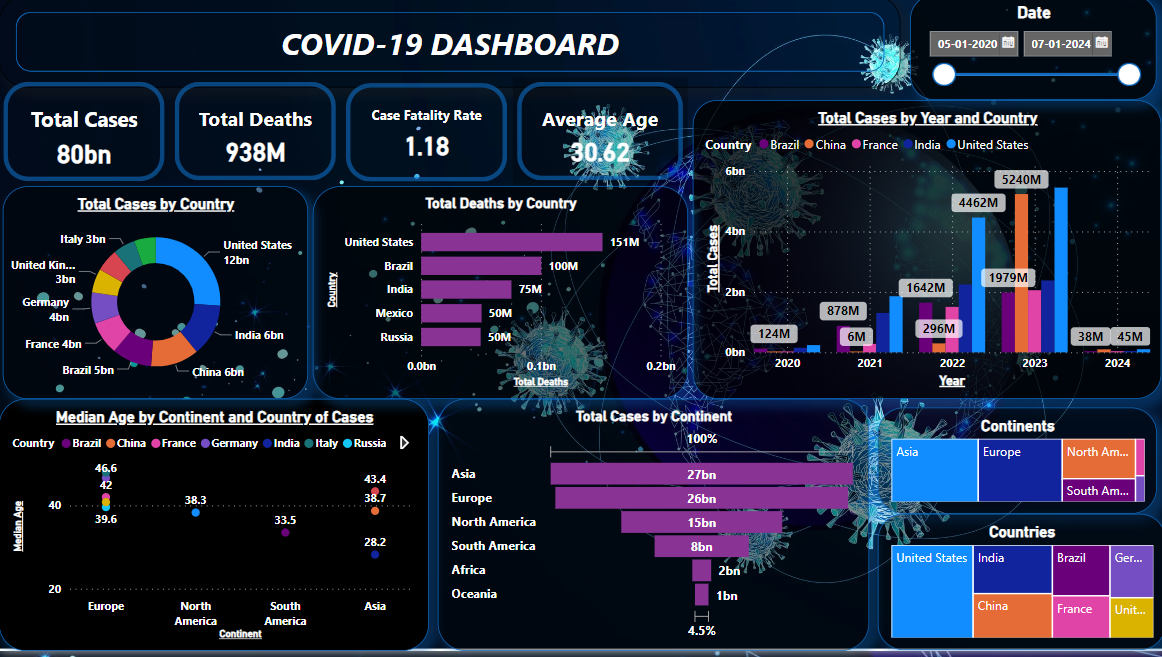 COVID-19 DASHBOARD
Date
05-01-2020
07-01-2024
Total Cases
80bn
Total Deaths
938M
Case Fatality Rate
1.18
Average Age
30.62
Total Cases by Year and Country
Country Brazil China France India United States
Total Cases
6bn
4bn
2bn
0bn
124M
878M
6M
1642M
296M
4462M
5240M
1979M
38M
45M
2020 2021 2022 2023 2024
Year
Total Cases by Country
United States
12bn
India 6bn
China 6bn
Brazil 5bn
France 4bn
Germany
4bn
United Kin...
3bn
Italy 3bn
Total Deaths by Country
Country
United States 151M
Brazil 100M
India 75M
Mexico 50M
Russia 50M
0.0bn 0.1bn 0.2bn
Total Deaths
Median Age by Continent and Country of Cases
Country Brazil China France Germany India Italy Russia
Median Age
40
20
46.6
42
39.6
38.3
33.5
43.4
38.7
28.2
Europe
North
America
South
America
Asia
Continent
Total Cases by Continent
100%
Asia 27bn
Europe 26bn
North America 15bn
South America 8bn
Africa 2bn
Oceania 1bn
4.5%
Continents
Asia
Europe
North Am...
South Am...
Countries
United States
India
China
Brazil
France
Ger...
Unit...